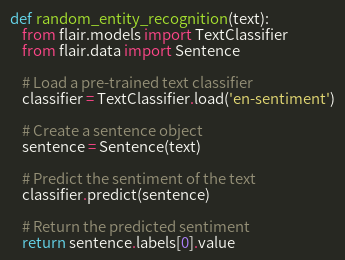 def random_entity_recognition(text):
from flair.models import TextClassifier
from flair.data import Sentence
# Load a pre-trained text classifier
classifier = TextClassifier.load('en-sentiment')
# Create a sentence object
sentence = Sentence(text)
# Predict the sentiment of the text
classifier.predict(sentence)
# Return the predicted sentiment
return sentence.labels[0].value